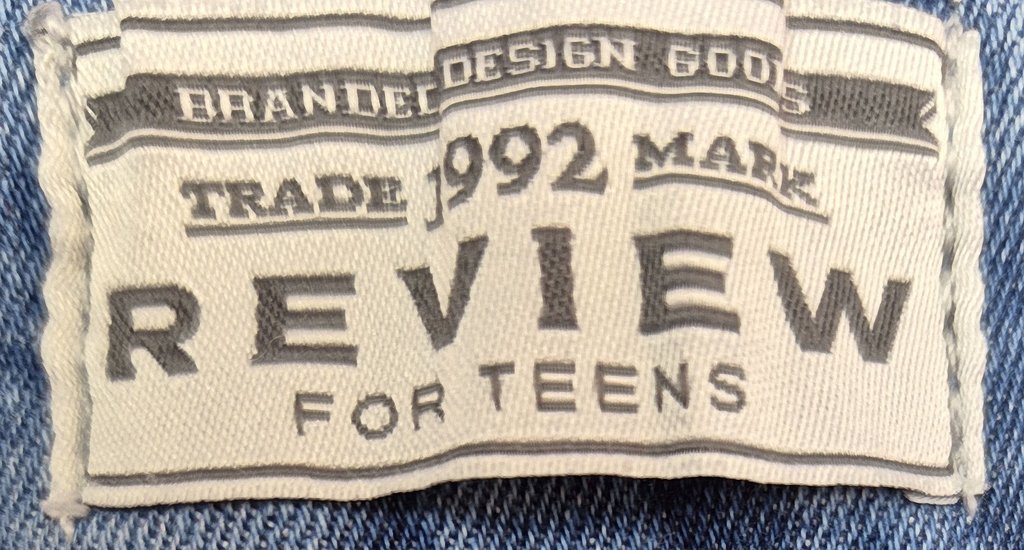 BRANDED DESIGN GOODS
TRADE 1992 MARK
REVIEW
FOR TEENS